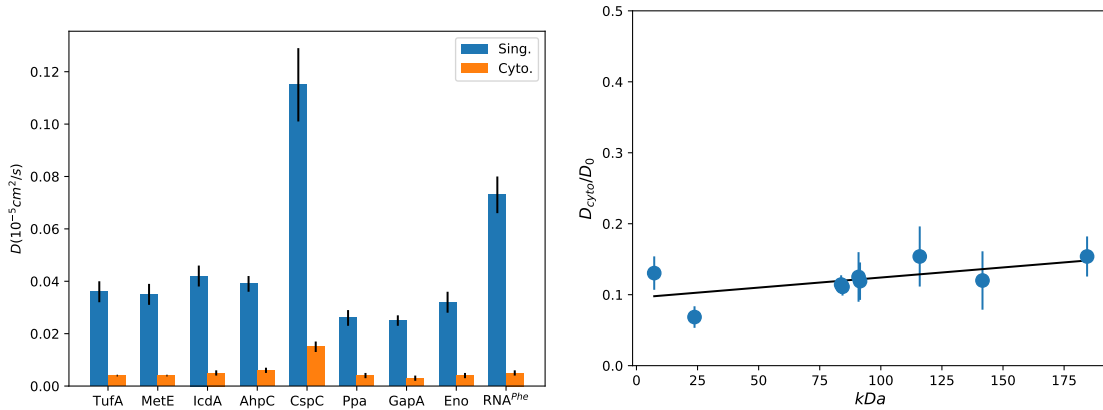 Sing.
Cyto.
D(10⁻⁵cm²/s)
0.12
0.10
0.08
0.06
0.04
0.02
0.00
TufA MetE IcdA AhpC CspC Ppa GapA Eno RNA^Phe
D_cyto/D_0
0.5
0.4
0.3
0.2
0.1
0.0
0 25 50 75 100 125 150 175
kDa